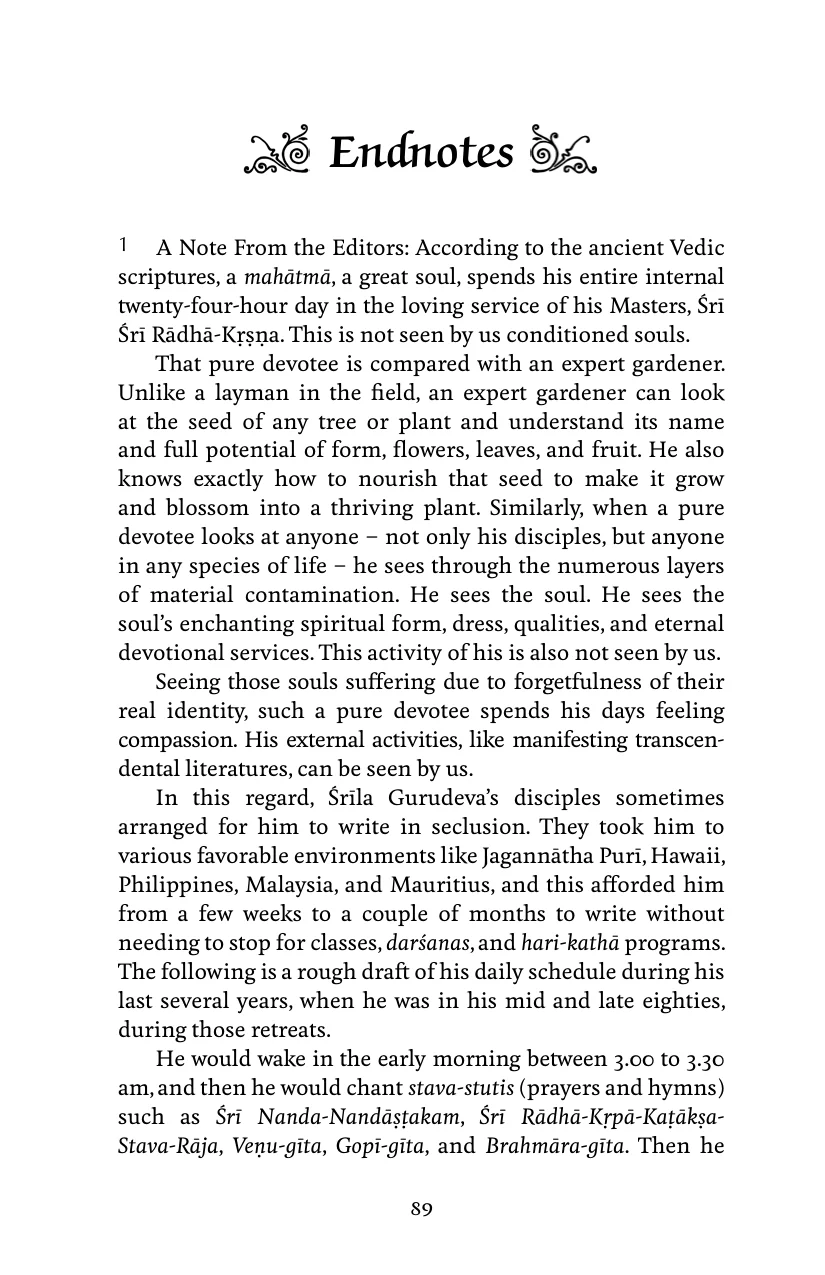 Endnotes
1 A Note From the Editors: According to the ancient Vedic
scriptures, a mahātmā, a great soul, spends his entire internal
twenty-four-hour day in the loving service of his Masters, Śrī
Śrī Rādhā-Kṛṣṇa. This is not seen by us conditioned souls.
That pure devotee is compared with an expert gardener.
Unlike a layman in the field, an expert gardener can look
at the seed of any tree or plant and understand its name
and full potential of form, flowers, leaves, and fruit. He also
knows exactly how to nourish that seed to make it grow
and blossom into a thriving plant. Similarly, when a pure
devotee looks at anyone – not only his disciples, but anyone
in any species of life – he sees through the numerous layers
of material contamination. He sees the soul. He sees the
soul’s enchanting spiritual form, dress, qualities, and eternal
devotional services. This activity of his is also not seen by us.
Seeing those souls suffering due to forgetfulness of their
real identity, such a pure devotee spends his days feeling
compassion. His external activities, like manifesting transcen-
dental literatures, can be seen by us.
In this regard, Śrīla Gurudeva’s disciples sometimes
arranged for him to write in seclusion. They took him to
various favorable environments like Jagannātha Purī, Hawaii,
Philippines, Malaysia, and Mauritius, and this afforded him
from a few weeks to a couple of months to write without
needing to stop for classes, darśanas, and hari-kathā programs.
The following is a rough draft of his daily schedule during his
last several years, when he was in his mid and late eighties,
during those retreats.
He would wake in the early morning between 3.00 to 3.30
am, and then he would chant stava-stutis (prayers and hymns)
such as Śrī Nanda-Nandāṣṭakam, Śrī Rādhā-Kṛpā-Kaṭākṣa-
Stava-Rāja, Veṇu-gīta, Gopī-gīta, and Brahmāra-gīta. Then he
89